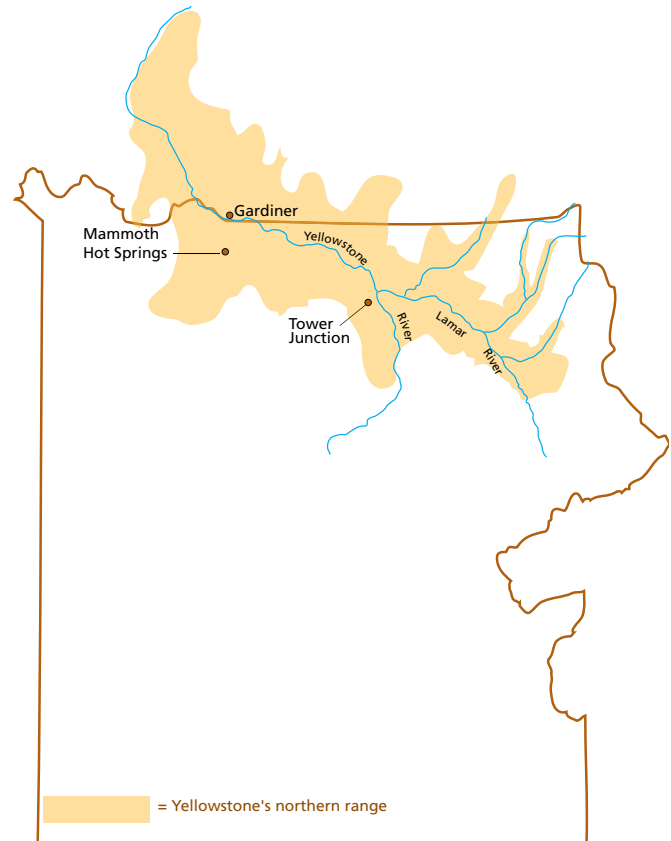 Gardiner
Mammoth
Hot Springs
Yellowstone
River
Tower
Junction
Lamar
River
= Yellowstone's northern range